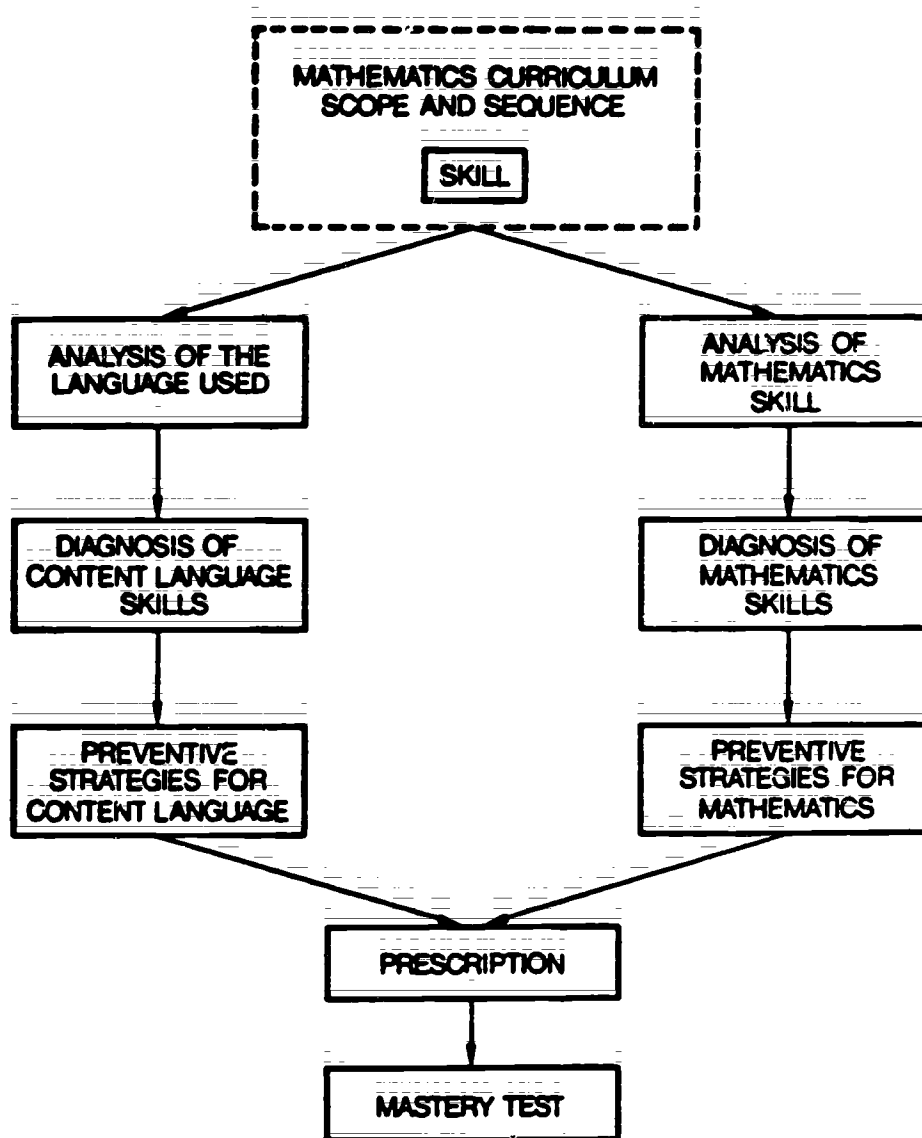 MATHEMATICS CURRICULUM
SCOPE AND SEQUENCE
SKILL
ANALYSIS OF THE
LANGUAGE USED
ANALYSIS OF
MATHEMATICS
SKILL
DIAGNOSIS OF
CONTENT LANGUAGE
SKILLS
DIAGNOSIS OF
MATHEMATICS
SKILLS
PREVENTIVE
STRATEGIES FOR
CONTENT LANGUAGE
PREVENTIVE
STRATEGIES FOR
MATHEMATICS
PRESCRIPTION
MASTERY TEST